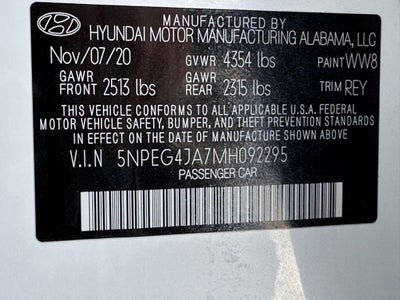 MANUFACTURED BY
HYUNDAI MOTOR MANUFACTURING ALABAMA, LLC
Nov/07/20 GVWR 4354 lbs PAINT WW8
GAWR FRONT 2513 lbs GAWR REAR 2315 lbs TRIM REY
THIS VEHICLE CONFORMS TO ALL APPLICABLE U.S.A. FEDERAL
MOTOR VEHICLE SAFETY, BUMPER, AND THEFT PREVENTION STANDARDS
IN EFFECT ON THE DATE OF MANUFACTURE SHOWN ABOVE.
V.I.N 5NPEG4JA7MH092295
PASSENGER CAR